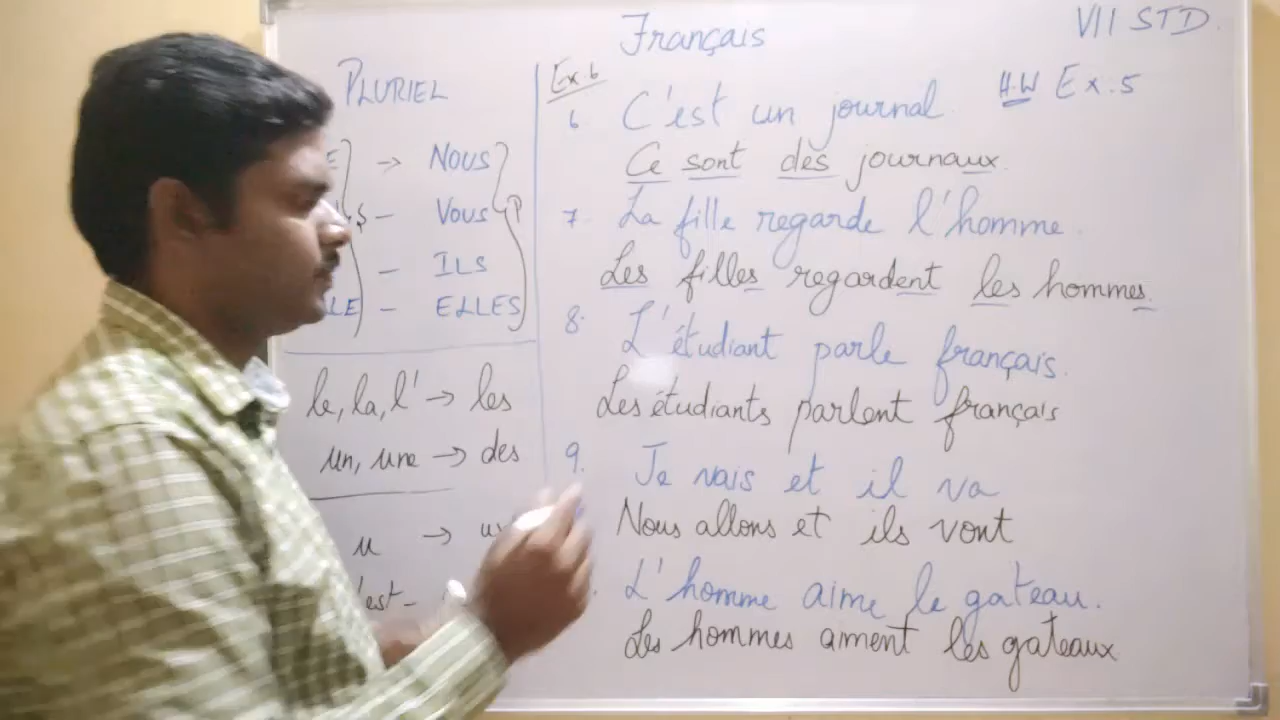 Français
VII STD.
PLURIEL
→ NOUS
- VOUS
- ILS
LE - ELLES
le, la, l' → les
un, une → des
u →
'est -
Ex. 6
H.W Ex. 5
6 C'est un journal.
Ce sont des journaux.
7. La fille regarde l'homme.
Les filles regardent les hommes.
8. L'étudiant parle français.
Les étudiants parlent français
9. Je vais et il va
Nous allons et ils vont
L'homme aime le gateau.
Les hommes aiment les gateaux